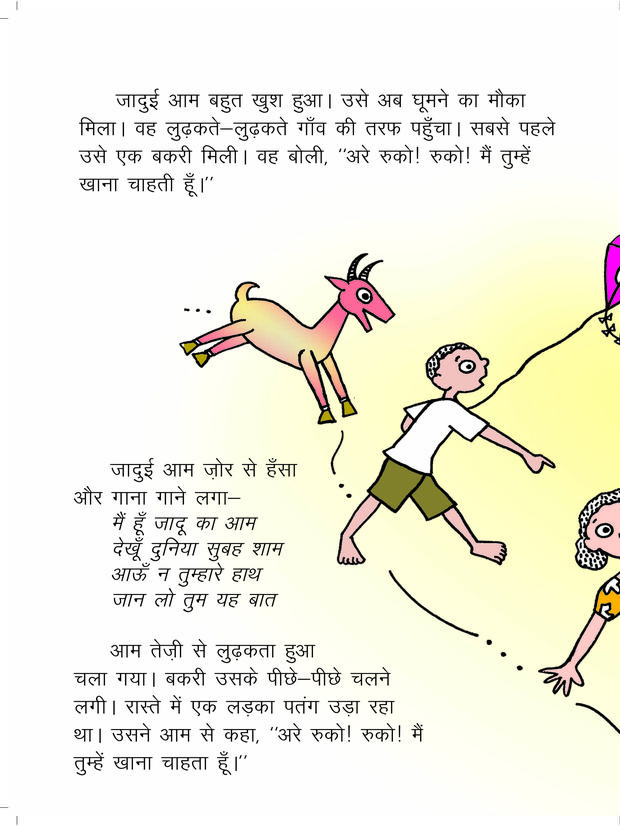 जादुई आम बहुत खुश हुआ। उसे अब घूमने का मौका
मिला। वह लुढ़कते–लुढ़कते गाँव की तरफ पहुँचा। सबसे पहले
उसे एक बकरी मिली। वह बोली, ‘‘अरे रुको! रुको! मैं तुम्हें
खाना चाहती हूँ।’’
जादुई आम ज़ोर से हँसा
और गाना गाने लगा–
मैं हूँ जादू का आम
देखूँ दुनिया सुबह शाम
आऊँ न तुम्हारे हाथ
जान लो तुम यह बात
आम तेज़ी से लुढ़कता हुआ
चला गया। बकरी उसके पीछे–पीछे चलने
लगी। रास्ते में एक लड़का पतंग उड़ा रहा
था। उसने आम से कहा, ‘‘अरे रुको! रुको! मैं
तुम्हें खाना चाहता हूँ।’’